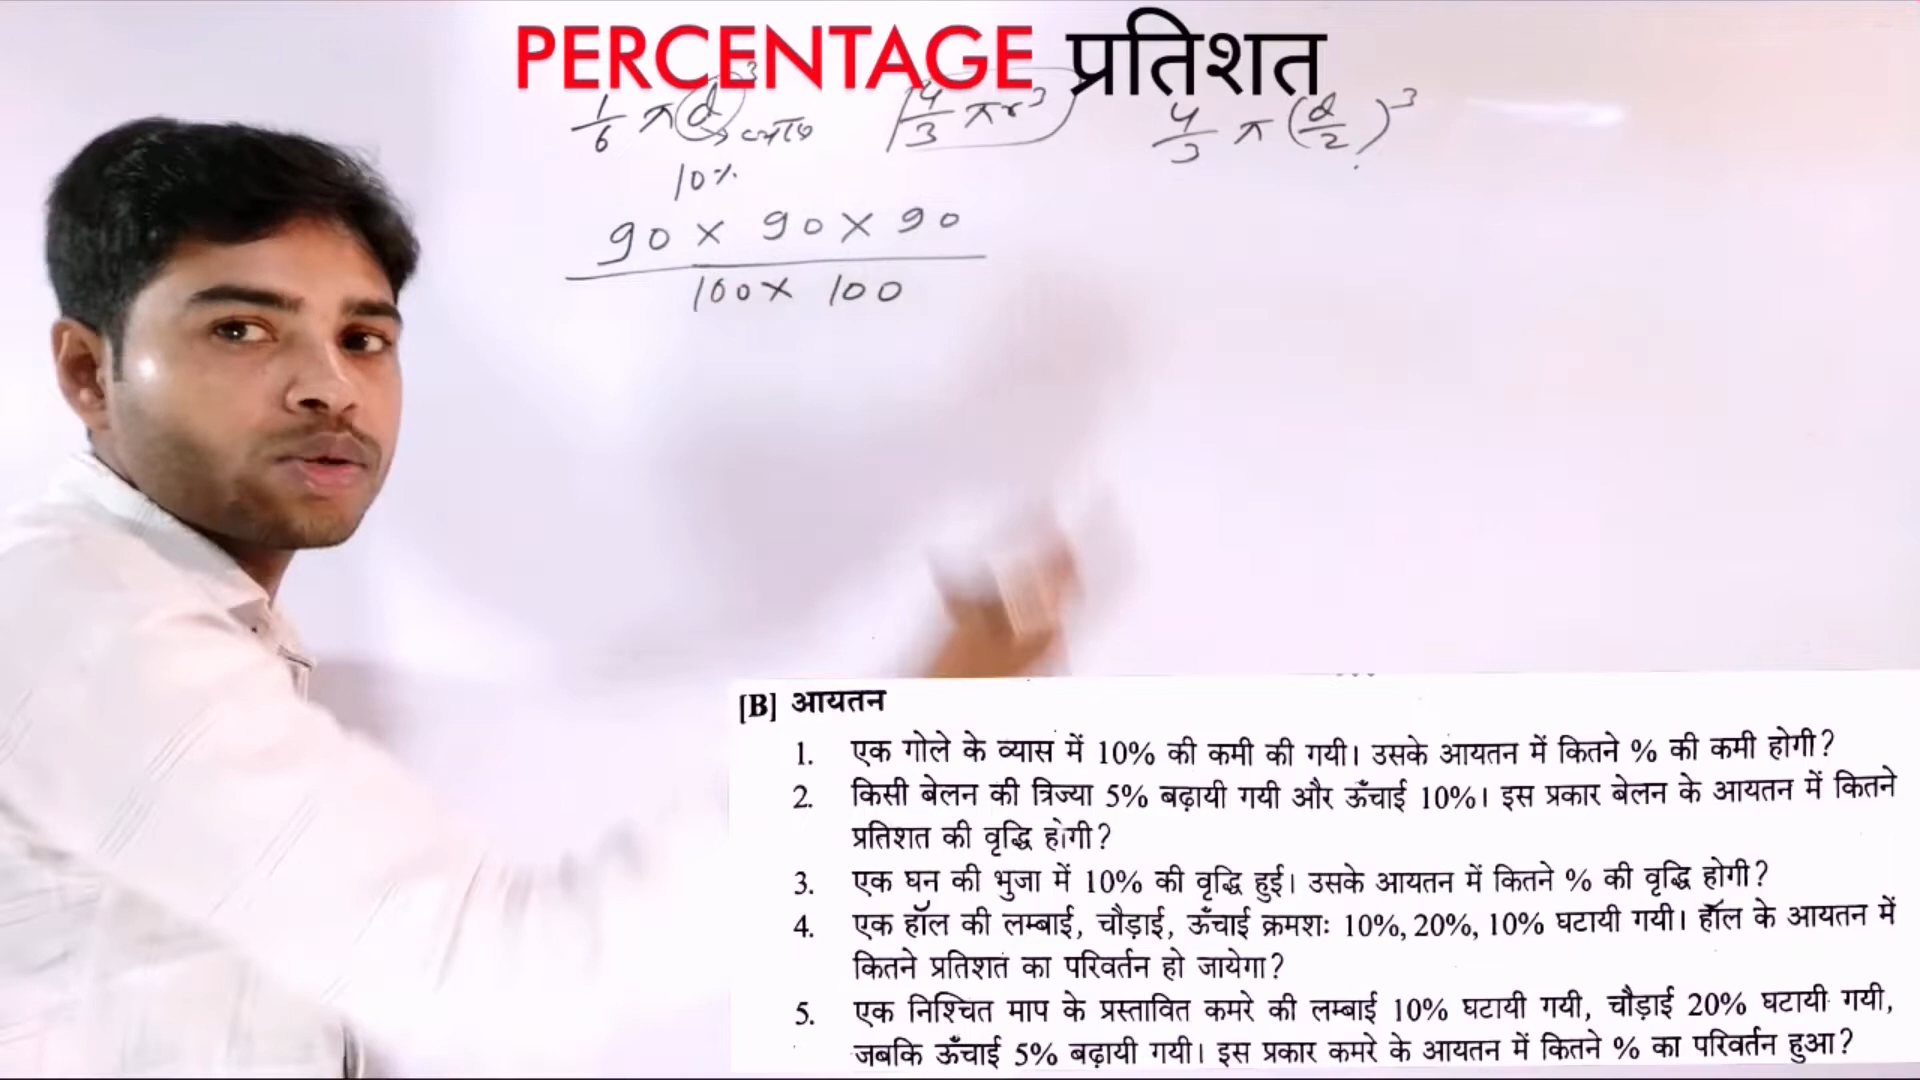 PERCENTAGE प्रतिशत
1/6 π(d)³ → व्यास
4/3 πr³
4/3 π(d/2)³
10%
90 × 90 × 90
100 × 100
[B] आयतन
1. एक गोले के व्यास में 10% की कमी की गयी। उसके आयतन में कितने % की कमी होगी?
2. किसी बेलन की त्रिज्या 5% बढ़ायी गयी और ऊँचाई 10%। इस प्रकार बेलन के आयतन में कितने
प्रतिशत की वृद्धि होगी?
3. एक घन की भुजा में 10% की वृद्धि हुई। उसके आयतन में कितने % की वृद्धि होगी?
4. एक हॉल की लम्बाई, चौड़ाई, ऊँचाई क्रमशः 10%, 20%, 10% घटायी गयी। हॉल के आयतन में
कितने प्रतिशत का परिवर्तन हो जायेगा?
5. एक निश्चित माप के प्रस्तावित कमरे की लम्बाई 10% घटायी गयी, चौड़ाई 20% घटायी गयी,
जबकि ऊँचाई 5% बढ़ायी गयी। इस प्रकार कमरे के आयतन में कितने % का परिवर्तन हुआ?